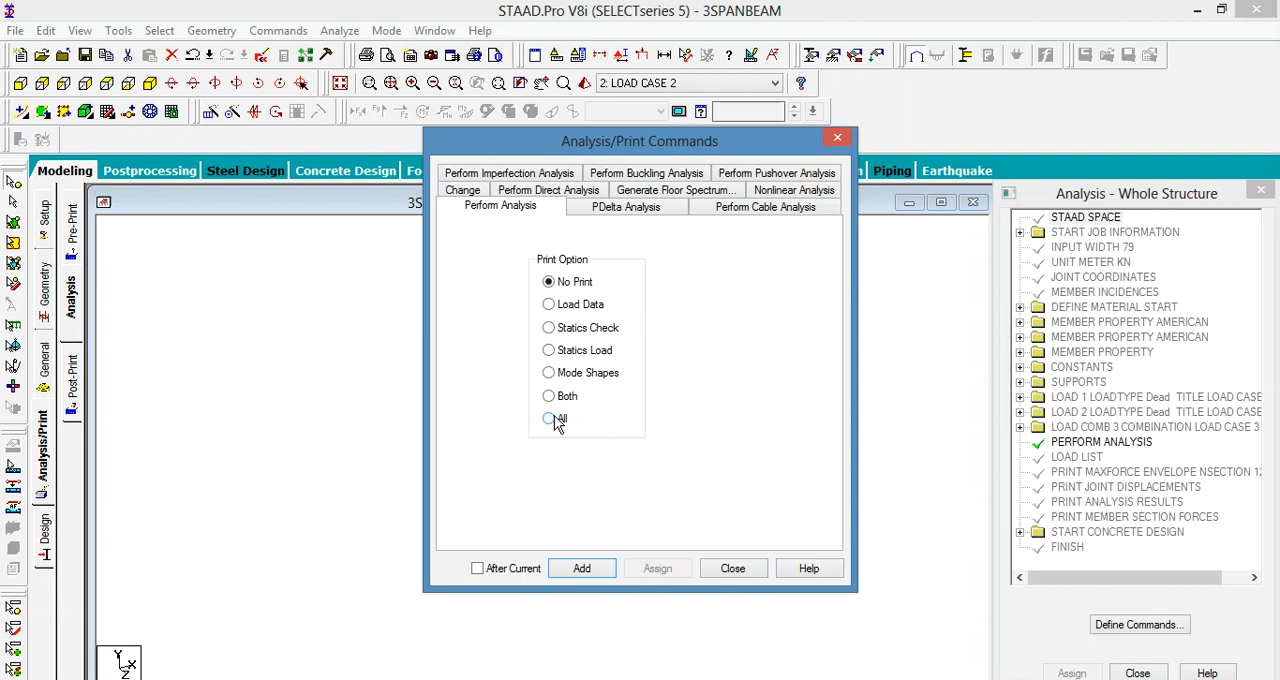 STAAD.Pro V8i (SELECTseries 5) - 3SPANBEAM
File Edit View Tools Select Geometry Commands Analyze Mode Window Help
2: LOAD CASE 2
Modeling Postprocessing Steel Design Concrete Design Fo Piping Earthquake
Setup
Geometry
General
Analysis/Print
Design
Pre-Print
Analysis
Post-Print
3S
Analysis/Print Commands
Perform Imperfection Analysis Perform Buckling Analysis Perform Pushover Analysis
Change Perform Direct Analysis Generate Floor Spectrum... Nonlinear Analysis
Perform Analysis PDelta Analysis Perform Cable Analysis
Print Option
No Print
Load Data
Statics Check
Statics Load
Mode Shapes
Both
All
After Current Add Assign Close Help
Analysis - Whole Structure
STAAD SPACE
START JOB INFORMATION
INPUT WIDTH 79
UNIT METER KN
JOINT COORDINATES
MEMBER INCIDENCES
DEFINE MATERIAL START
MEMBER PROPERTY AMERICAN
MEMBER PROPERTY AMERICAN
MEMBER PROPERTY
CONSTANTS
SUPPORTS
LOAD 1 LOADTYPE Dead TITLE LOAD CASE
LOAD 2 LOADTYPE Dead TITLE LOAD CASE
LOAD COMB 3 COMBINATION LOAD CASE 3
PERFORM ANALYSIS
LOAD LIST
PRINT MAXFORCE ENVELOPE NSECTION 12
PRINT JOINT DISPLACEMENTS
PRINT ANALYSIS RESULTS
PRINT MEMBER SECTION FORCES
START CONCRETE DESIGN
FINISH
Define Commands...
Assign Close Help
Y
X
Z